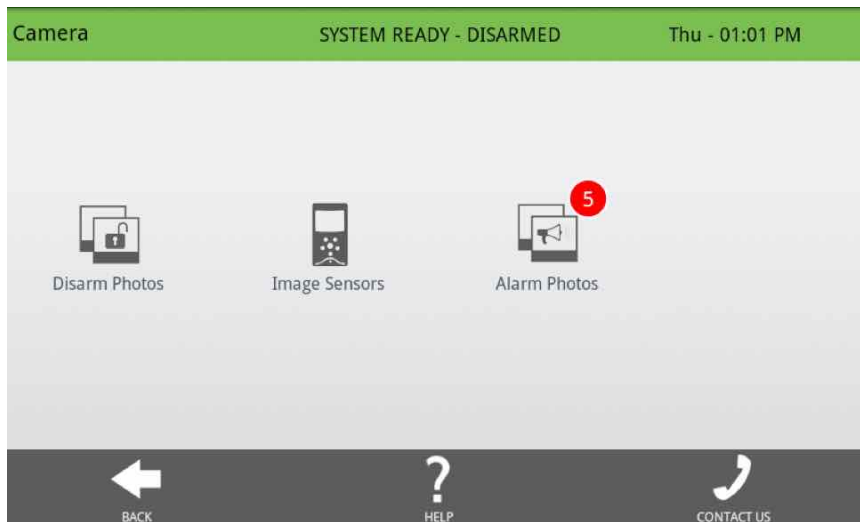 Camera SYSTEM READY - DISARMED Thu - 01:01 PM
5
Disarm Photos Image Sensors Alarm Photos
BACK HELP CONTACT US